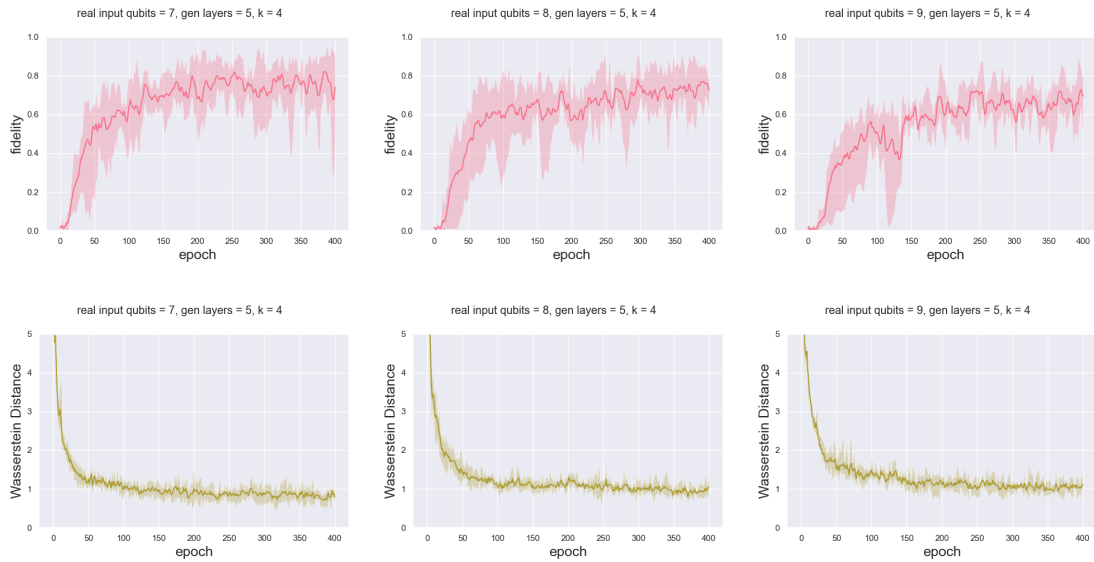 real input qubits = 7, gen layers = 5, k = 4
real input qubits = 8, gen layers = 5, k = 4
real input qubits = 9, gen layers = 5, k = 4
1.0
0.8
0.6
0.4
0.2
0.0
fidelity
0 50 100 150 200 250 300 350 400
epoch
1.0
0.8
0.6
0.4
0.2
0.0
fidelity
0 50 100 150 200 250 300 350 400
epoch
1.0
0.8
0.6
0.4
0.2
0.0
fidelity
0 50 100 150 200 250 300 350 400
epoch
real input qubits = 7, gen layers = 5, k = 4
real input qubits = 8, gen layers = 5, k = 4
real input qubits = 9, gen layers = 5, k = 4
5
4
3
2
1
0
Wasserstein Distance
0 50 100 150 200 250 300 350 400
epoch
5
4
3
2
1
0
Wasserstein Distance
0 50 100 150 200 250 300 350 400
epoch
5
4
3
2
1
0
Wasserstein Distance
0 50 100 150 200 250 300 350 400
epoch